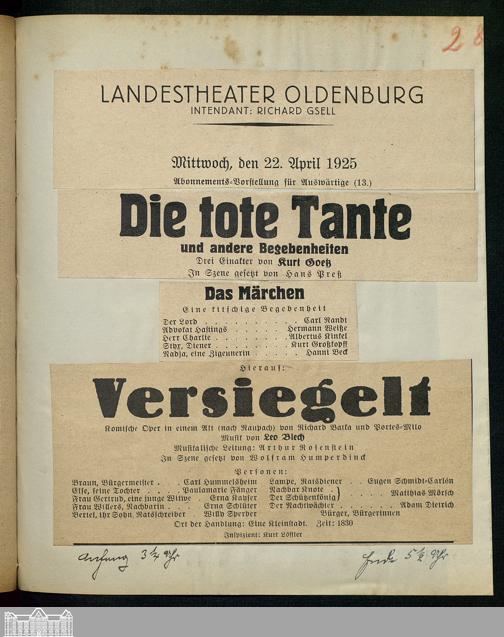 28
LANDESTHEATER OLDENBURG
INTENDANT: RICHARD GSELL
Mittwoch, den 22. April 1925
Abonnements-Vorstellung für Auswärtige (13.)
Die tote Tante
und andere Begebenheiten
Drei Einakter von Kurt Goetz
In Szene gesetzt von Hans Preß
Das Märchen
Eine kitschige Begebenheit
Der Lord . . . . . . . . . . Carl Randt
Advokat Hastings . . . . . . Hermann Weiße
Herr Charlie . . . . . . . . Albertus Kinkel
Styx, Diener . . . . . . . . Kurt Großkopff
Nadja, eine Zigeunerin . . . . . Hanni Beck
Hierauf:
Versiegelt
Komische Oper in einem Akt (nach Raupach) von Richard Batka und Pordes-Milo
Musik von Leo Blech
Musikalische Leitung: Arthur Rosenstein
In Szene gesetzt von Wolfram Humperdinck
Personen:
Braun, Bürgermeister . . . Carl Hummelsheim
Else, seine Tochter . . . Paulamarie Fänger
Frau Gertrud, eine junge Witwe . Erna Kayser
Frau Willers, Nachbarin . . . Erna Schlüter
Bertel, ihr Sohn, Ratsschreiber . Willy Sperber
Lampe, Ratsdiener . . Eugen Schmidt-Carlén
Nachbar Knote . }
Der Schützenkönig } . . . Matthias Mörsch
Der Nachtwächter . . . . Adam Dietrich
Bürger, Bürgerinnen
Ort der Handlung: Eine Kleinstadt. Zeit: 1830
Inspizient: Kurt Löffler
Anfang 3 ½ Uhr
Ende 5 ½ Uhr